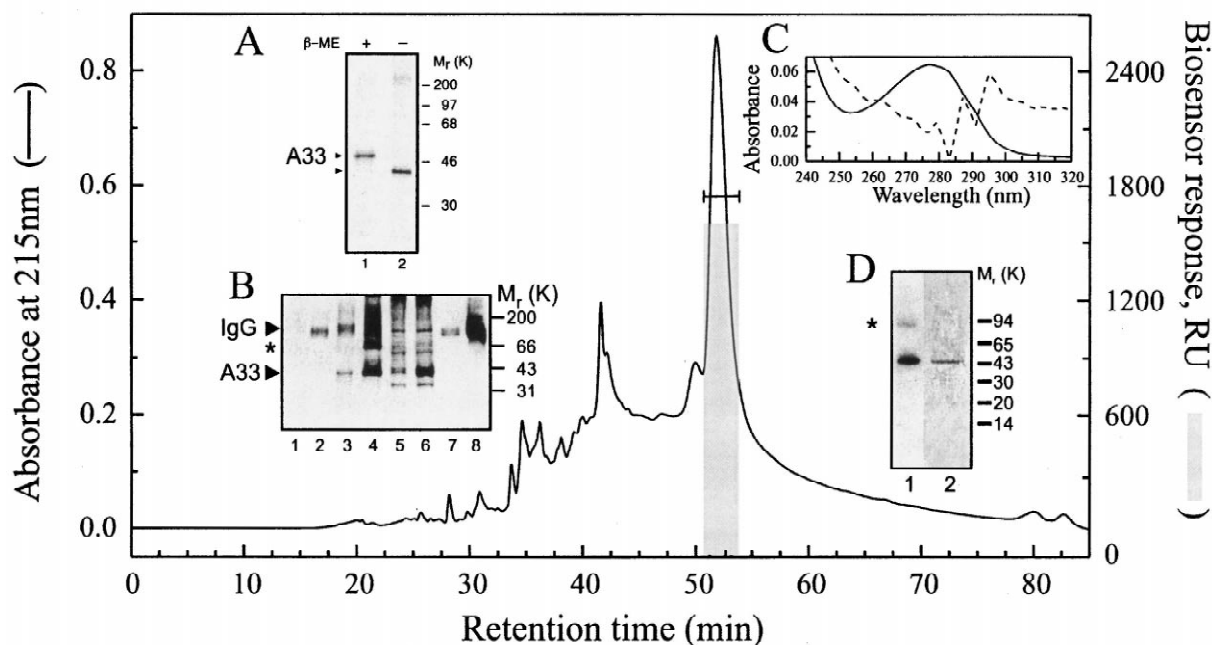 Absorbance at 215nm (—)
0.8
0.6
0.4
0.2
0.0
A
β-ME + −
Mr (K)
200
97
68
46
30
A33
1 2
B
Mr (K)
IgG
*
A33
200
66
43
31
1 2 3 4 5 6 7 8
C
Absorbance
0.06
0.04
0.02
0.00
240 250 260 270 280 290 300 310 320
Wavelength (nm)
D
Mr (K)
*
94
65
43
30
20
14
1 2
2400
1800
1200
600
0
Biosensor response, RU ( )
0 10 20 30 40 50 60 70 80
Retention time (min)